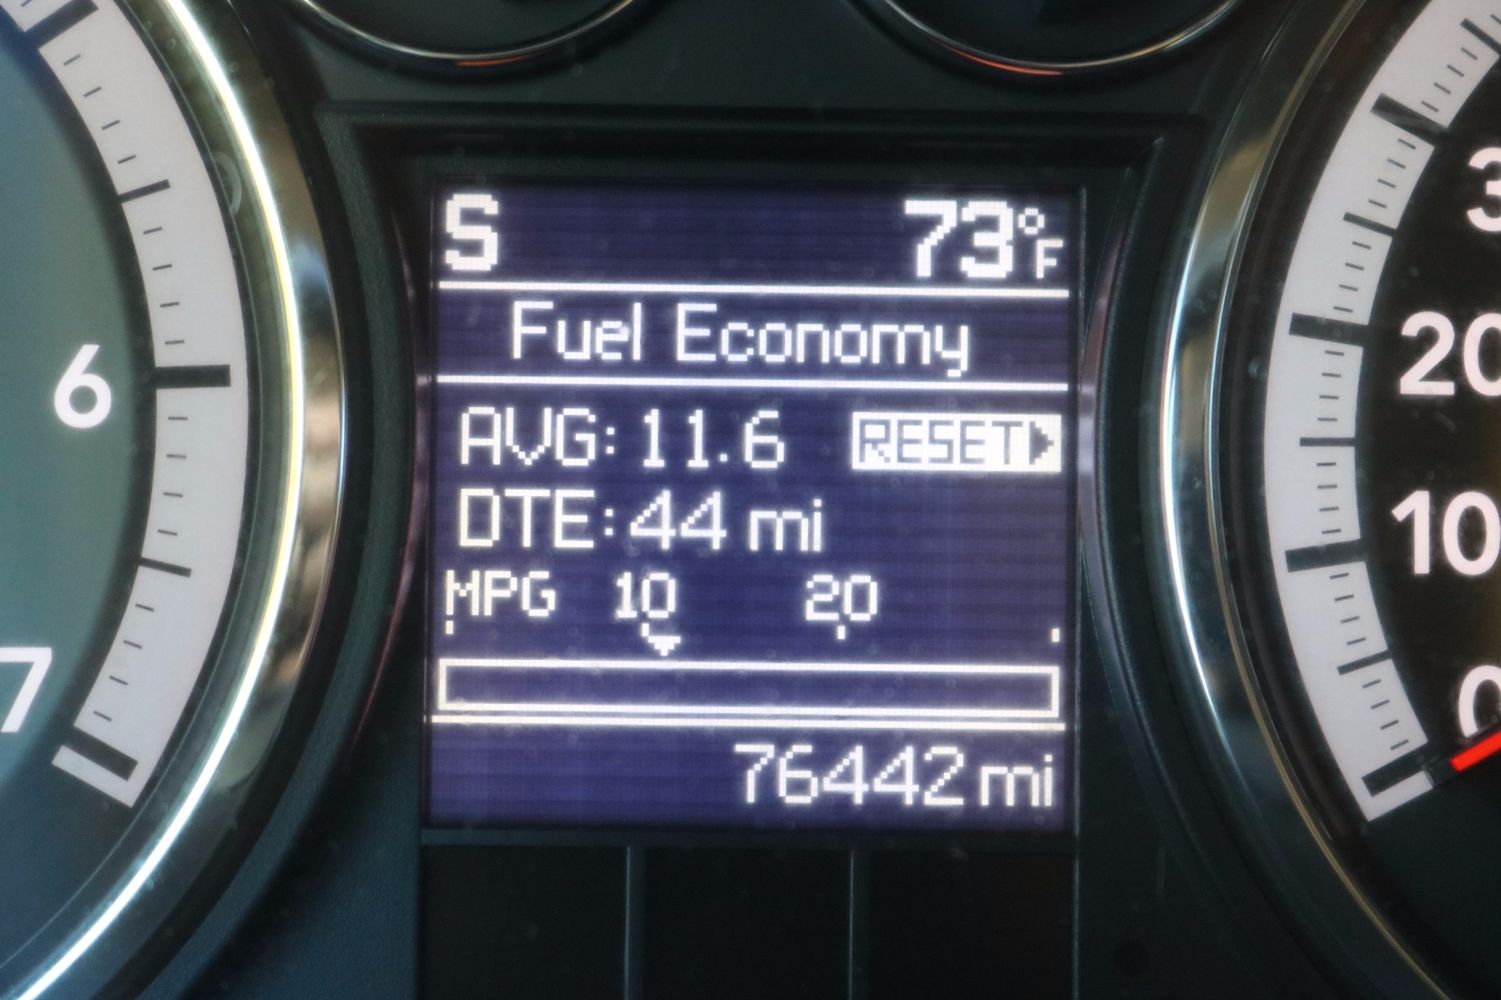 S 73°F
Fuel Economy
AVG: 11.6 RESET
DTE: 44 mi
MPG 10 20
76442 mi
6
7
20
10
0